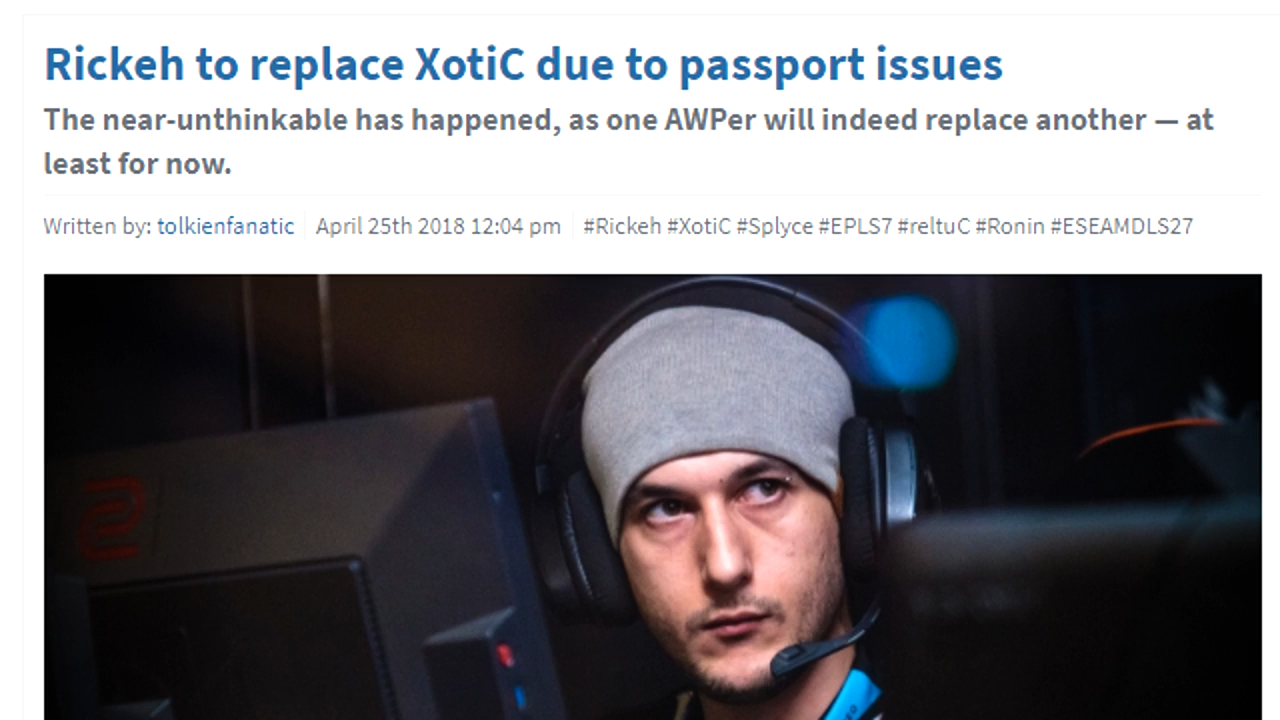 Rickeh to replace XotiC due to passport issues
The near-unthinkable has happened, as one AWPer will indeed replace another — at
least for now.
Written by: tolkienfanatic April 25th 2018 12:04 pm #Rickeh #XotiC #Splyce #EPLS7 #reltuC #Ronin #ESEAMDLS27